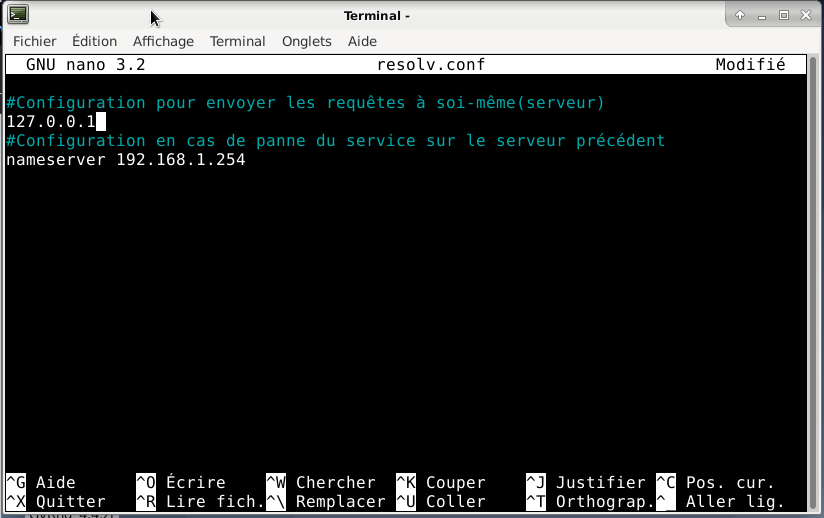 Terminal -
Fichier Édition Affichage Terminal Onglets Aide
GNU nano 3.2 resolv.conf Modifié
#Configuration pour envoyer les requêtes à soi-même(serveur)
127.0.0.1
#Configuration en cas de panne du service sur le serveur précédent
nameserver 192.168.1.254
^G Aide ^O Écrire ^W Chercher ^K Couper ^J Justifier ^C Pos. cur.
^X Quitter ^R Lire fich. ^\ Remplacer ^U Coller ^T Orthograp. ^_ Aller lig.